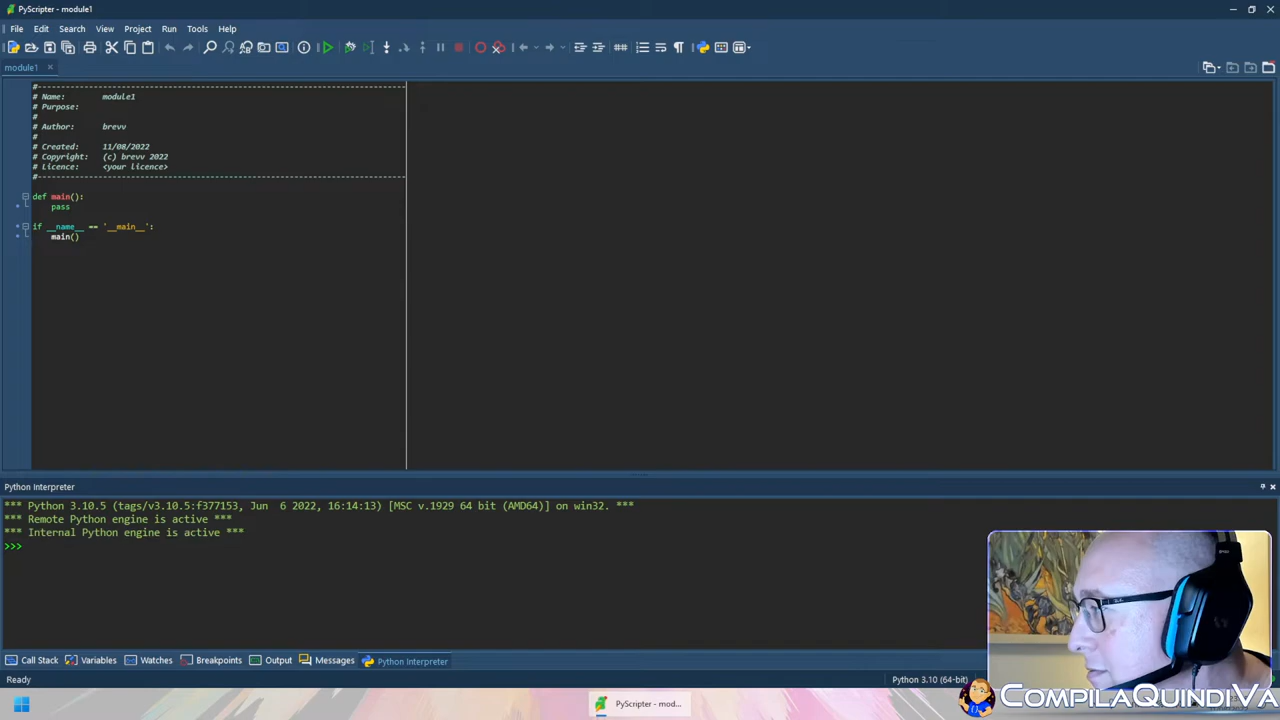 PyScripter - module1
File Edit Search View Project Run Tools Help
module1
#--------------------------------------------------------------------------------
# Name: module1
# Purpose:
#
# Author: brevv
#
# Created: 11/08/2022
# Copyright: (c) brevv 2022
# Licence: <your licence>
#--------------------------------------------------------------------------------
def main():
pass
if __name__ == '__main__':
main()
Python Interpreter
*** Python 3.10.5 (tags/v3.10.5:f377153, Jun 6 2022, 16:14:13) [MSC v.1929 64 bit (AMD64)] on win32. ***
*** Remote Python engine is active ***
*** Internal Python engine is active ***
>>>
Call Stack Variables Watches Breakpoints Output Messages Python Interpreter
Ready Python 3.10 (64-bit)
PyScripter - mod...
COMPILAQUINDIVA